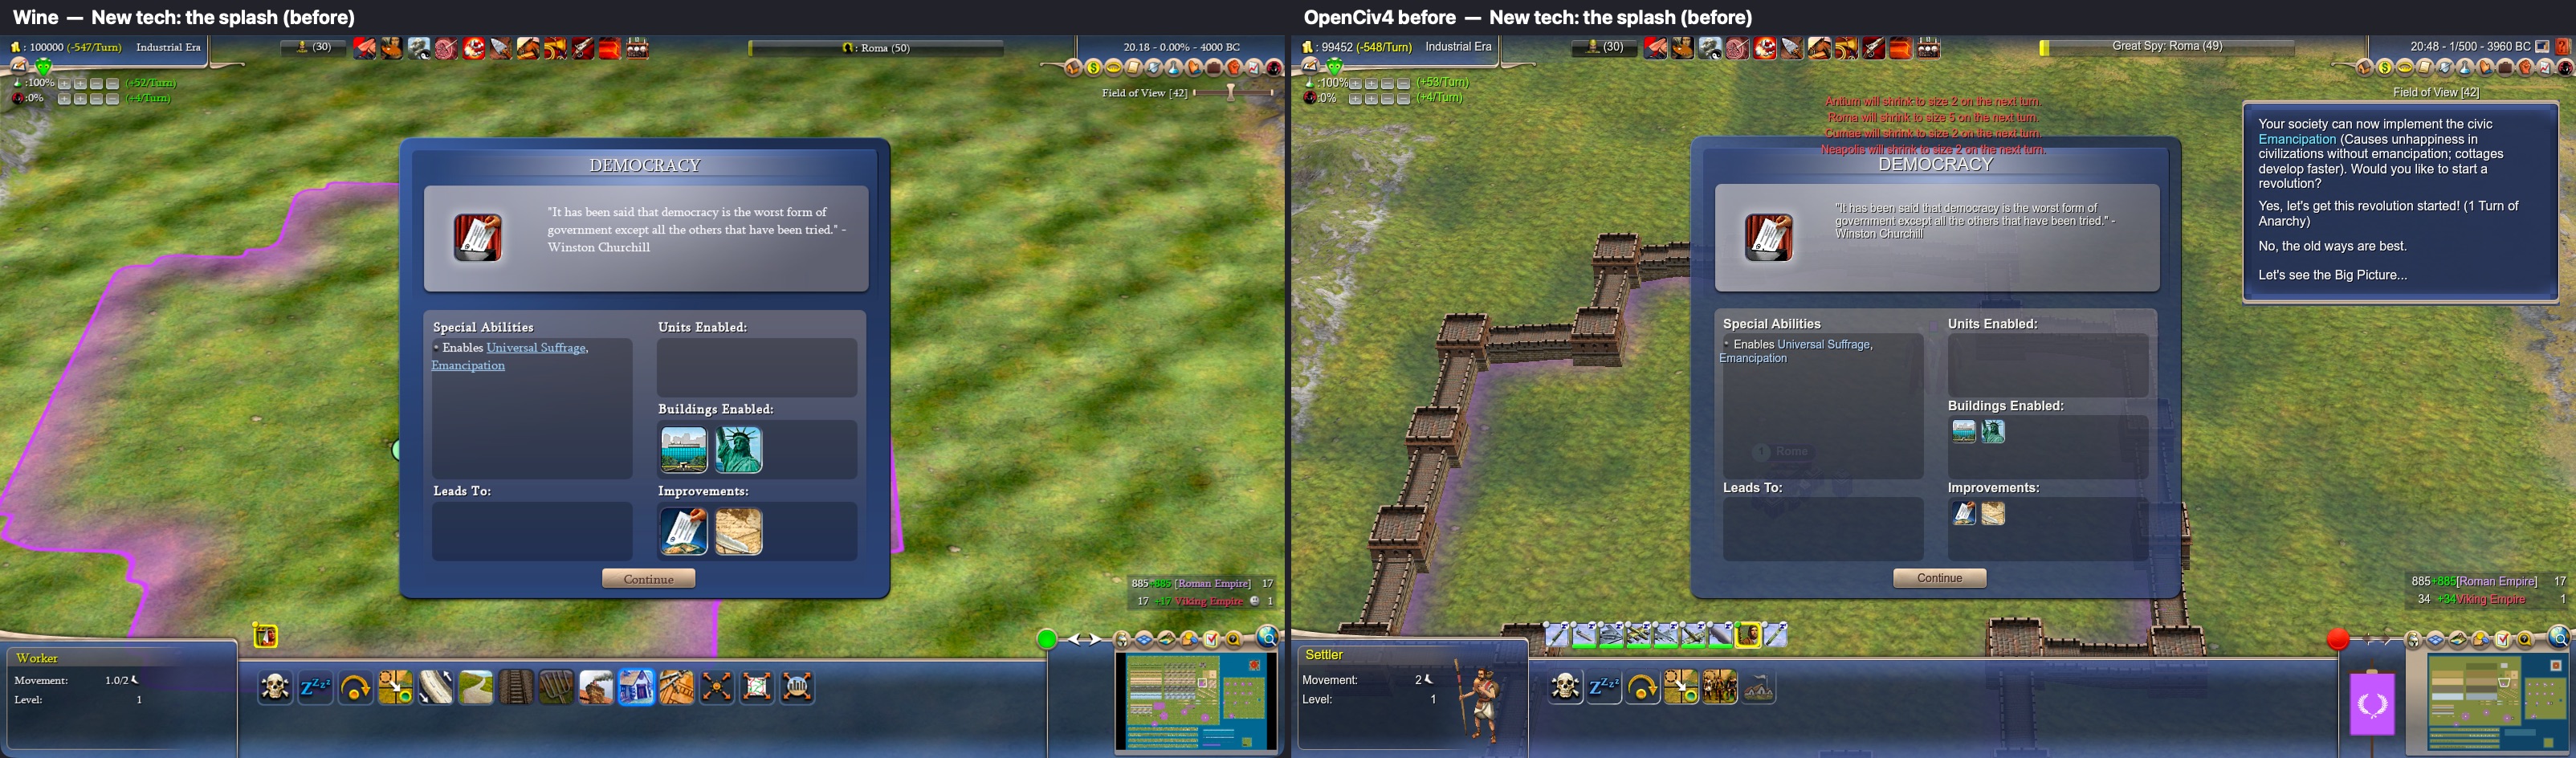 Wine — New tech: the splash (before)
: 100000 (-547/Turn) Industrial Era
(30)
: Roma (50)
20.18 - 0.00% - 4000 BC
:100%
(+52/Turn)
:0%
(+4/Turn)
Field of View [42]
DEMOCRACY
"It has been said that democracy is the worst form of
government except all the others that have been tried." -
Winston Churchill
Special Abilities
• Enables Universal Suffrage,
Emancipation
Units Enabled:
Buildings Enabled:
Leads To:
Improvements:
Continue
885+885 [Roman Empire] 17
17 +17 Viking Empire 1
Worker
Movement: 1.0/2
Level: 1
OpenCiv4 before — New tech: the splash (before)
: 99452 (-548/Turn) Industrial Era
(30)
Great Spy: Roma (49)
20:48 - 1/500 - 3960 BC
:100%
(+53/Turn)
:0%
(+4/Turn)
Field of View [42]
Antium will shrink to size 2 on the next turn.
Roma will shrink to size 5 on the next turn.
Cumae will shrink to size 2 on the next turn.
Neapolis will shrink to size 2 on the next turn.
DEMOCRACY
"It has been said that democracy is the worst form of
government except all the others that have been tried." -
Winston Churchill
Special Abilities
• Enables Universal Suffrage,
Emancipation
Units Enabled:
Buildings Enabled:
1 Rome
Leads To:
Improvements:
Continue
Your society can now implement the civic
Emancipation (Causes unhappiness in
civilizations without emancipation; cottages
develop faster). Would you like to start a
revolution?
Yes, let's get this revolution started! (1 Turn of
Anarchy)
No, the old ways are best.
Let's see the Big Picture...
885+885[Roman Empire] 17
34 +34Viking Empire 1
Settler
Movement: 2
Level: 1